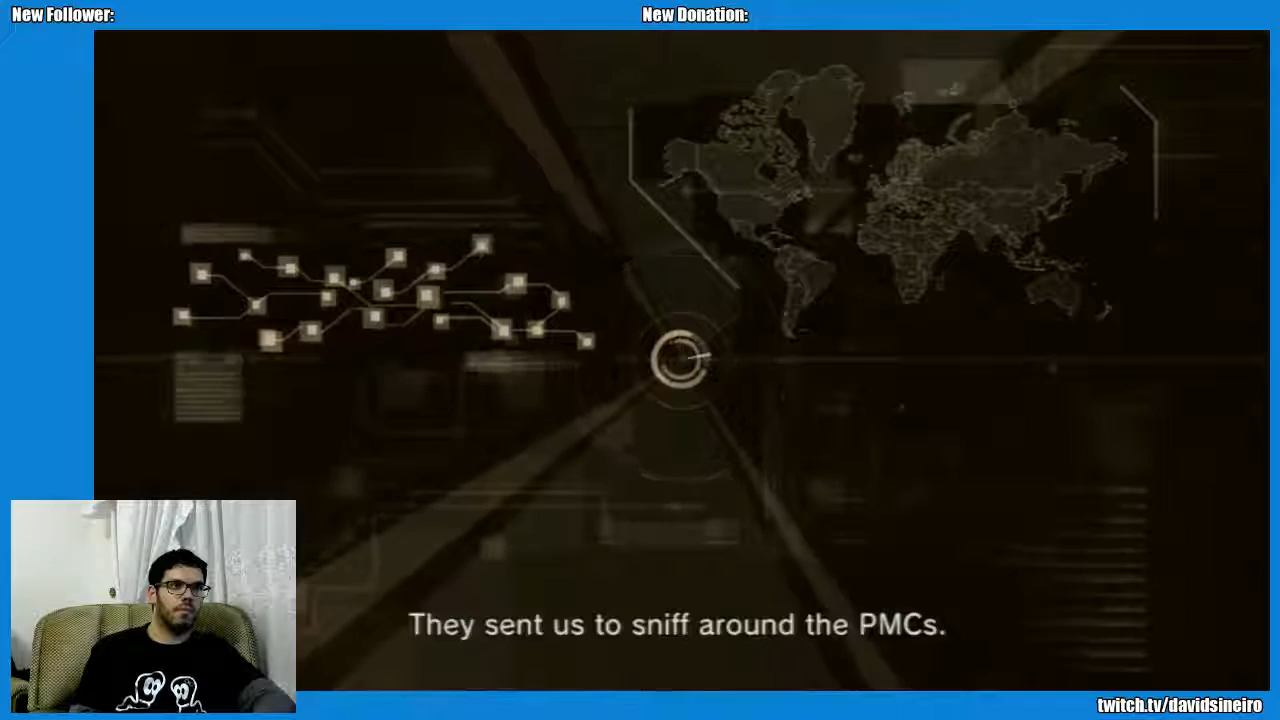 New Follower:
New Donation:
They sent us to sniff around the PMCs.
twitch.tv/davidsineiro